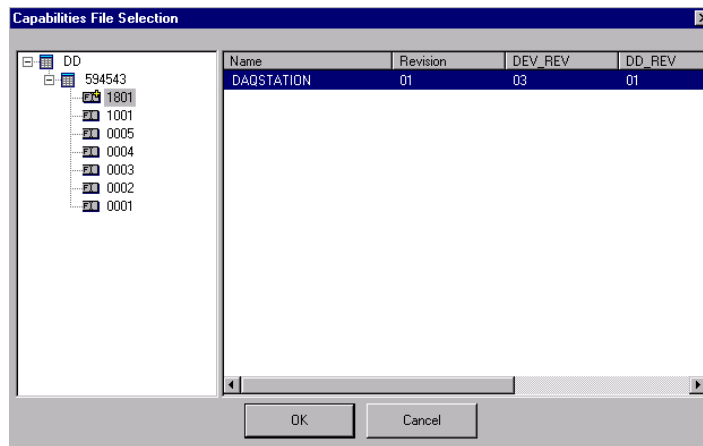 Capabilities File Selection
DD
594543
1801
1001
0005
0004
0003
0002
0001
Name Revision DEV_REV DD_REV
DAQSTATION 01 03 01
OK Cancel